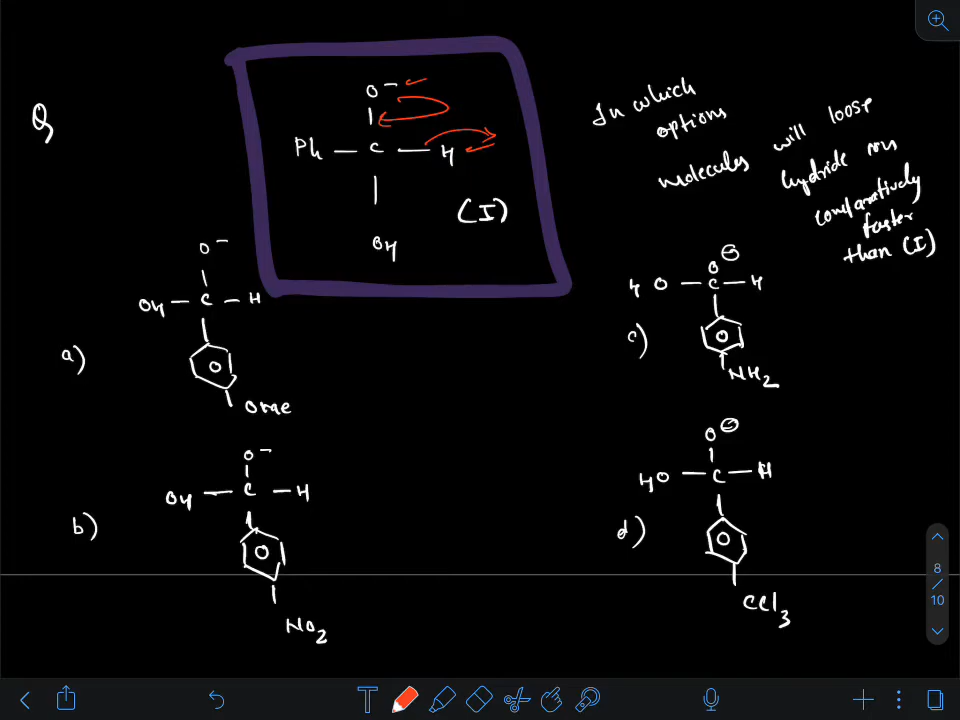 Q
O⁻
Ph — C — H
OH
(I)
In which
options
molecules will loose
hydride ions
comparatively
faster
than (I)
a)
O⁻
OH — C — H
OMe
b)
O⁻
OH — C — H
NO2
c)
O⊖
HO — C — H
NH2
d)
O⊖
HO — C — H
CCl3
8
/
10
T